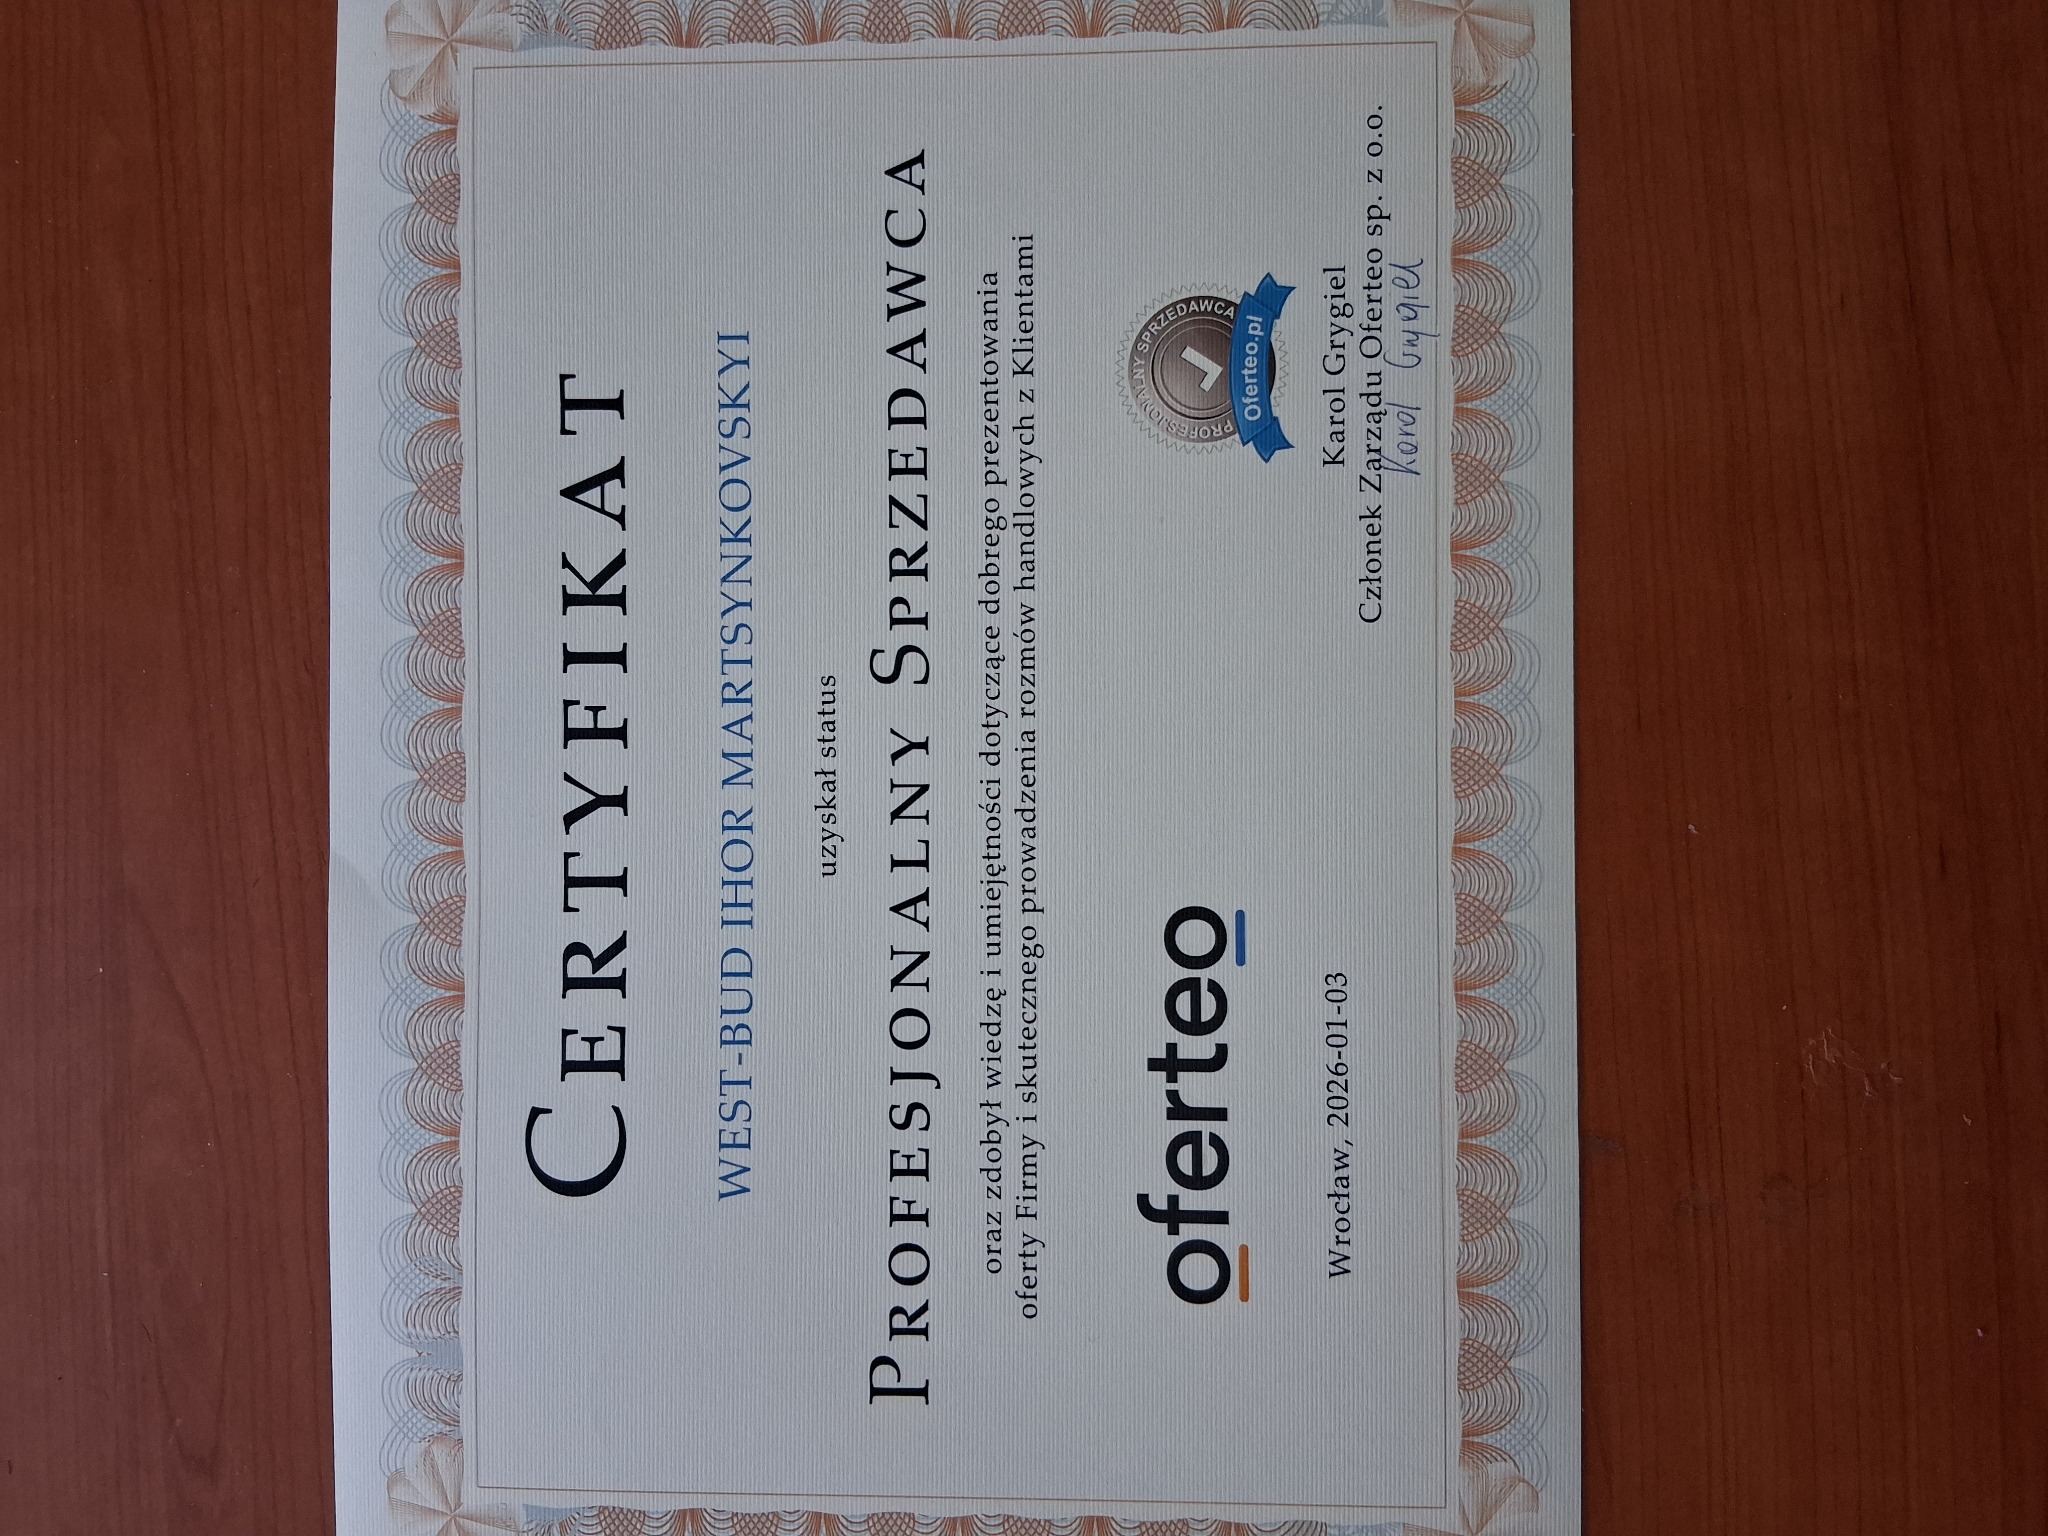 CERTYFIKAT
WEST-BUD IHOR MARTSYNKOVSKYI
uzyskał status
PROFESJONALNY SPRZEDAWCA
oraz zdobył wiedzę i umiejętności dotyczące dobrego prezentowania
oferty Firmy i skutecznego prowadzenia rozmów handlowych z Klientami
oferteo
PROFESJONALNY SPRZEDAWCA
Oferteo.pl
Wrocław, 2026-01-03
Karol Grygiel
Członek Zarządu Oferteo sp. z o.o.
Karol Grygiel